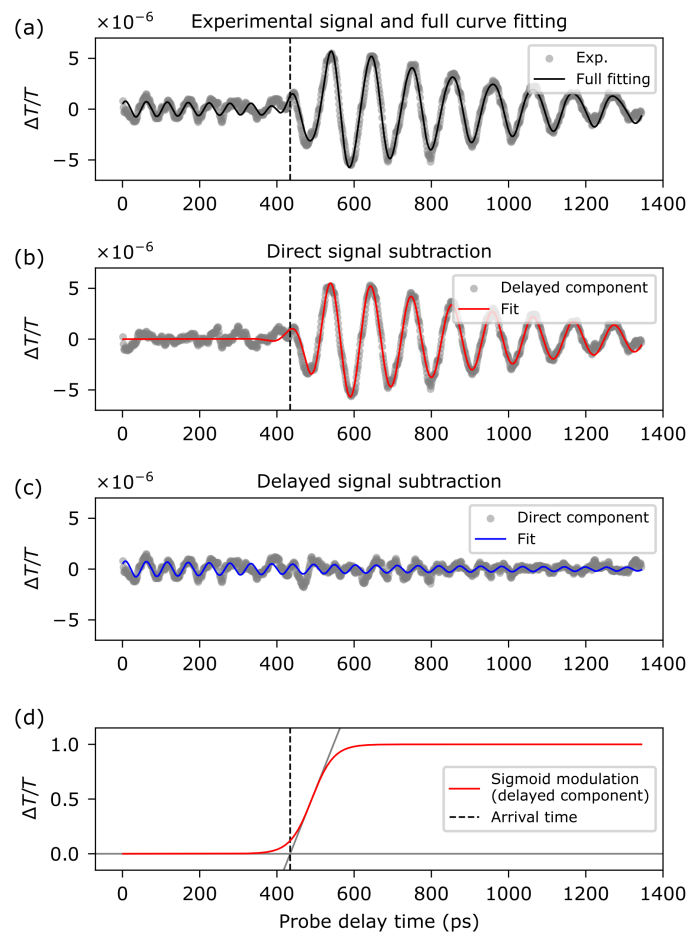 (a)
×10⁻⁶
Experimental signal and full curve fitting
5
0
−5
ΔT/T
Exp.
Full fitting
0 200 400 600 800 1000 1200 1400
(b)
×10⁻⁶
Direct signal subtraction
5
0
−5
ΔT/T
Delayed component
Fit
0 200 400 600 800 1000 1200 1400
(c)
×10⁻⁶
Delayed signal subtraction
5
0
−5
ΔT/T
Direct component
Fit
0 200 400 600 800 1000 1200 1400
(d)
1.0
0.5
0.0
ΔT/T
Sigmoid modulation
(delayed component)
Arrival time
0 200 400 600 800 1000 1200 1400
Probe delay time (ps)